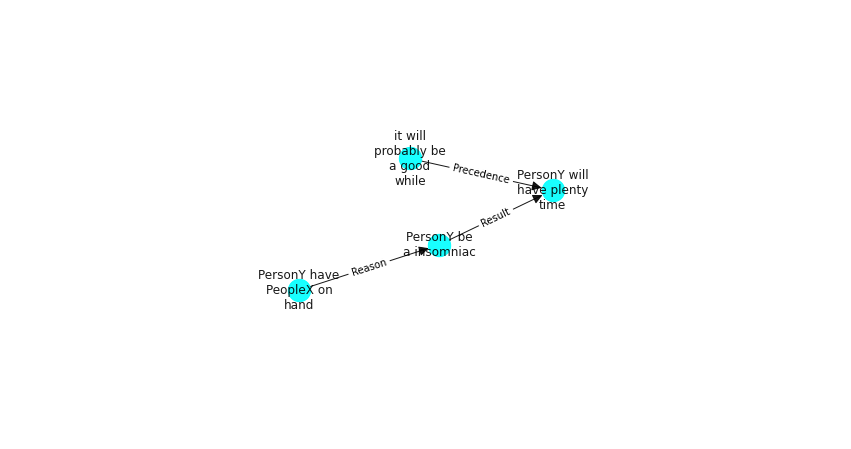 it will
probably be
a good
while
Precedence
PersonY will
have plenty
time
Result
PersonY be
a insomniac
Reason
PersonY have
PeopleX on
hand